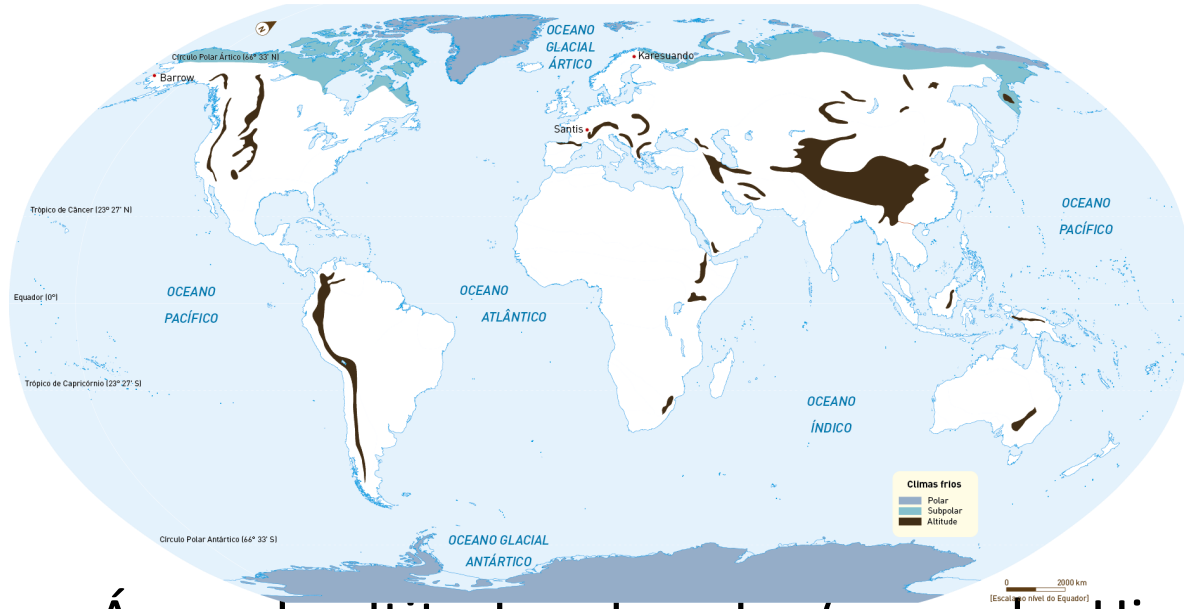 OCEANO
GLACIAL
ÁRTICO
Círculo Polar Ártico (66° 33' N)
Karesuando
Barrow
Santis
Trópico de Câncer (23° 27' N)
OCEANO
PACÍFICO
Equador (0°)
OCEANO
PACÍFICO
OCEANO
ATLÂNTICO
Trópico de Capricórnio (23° 27' S)
OCEANO
ÍNDICO
Climas frios
Polar
Subpolar
Altitude
Círculo Polar Antártico (66° 33' S)
OCEANO GLACIAL
ANTÁRTICO
0 2000 km
[Escala no nível do Equador]